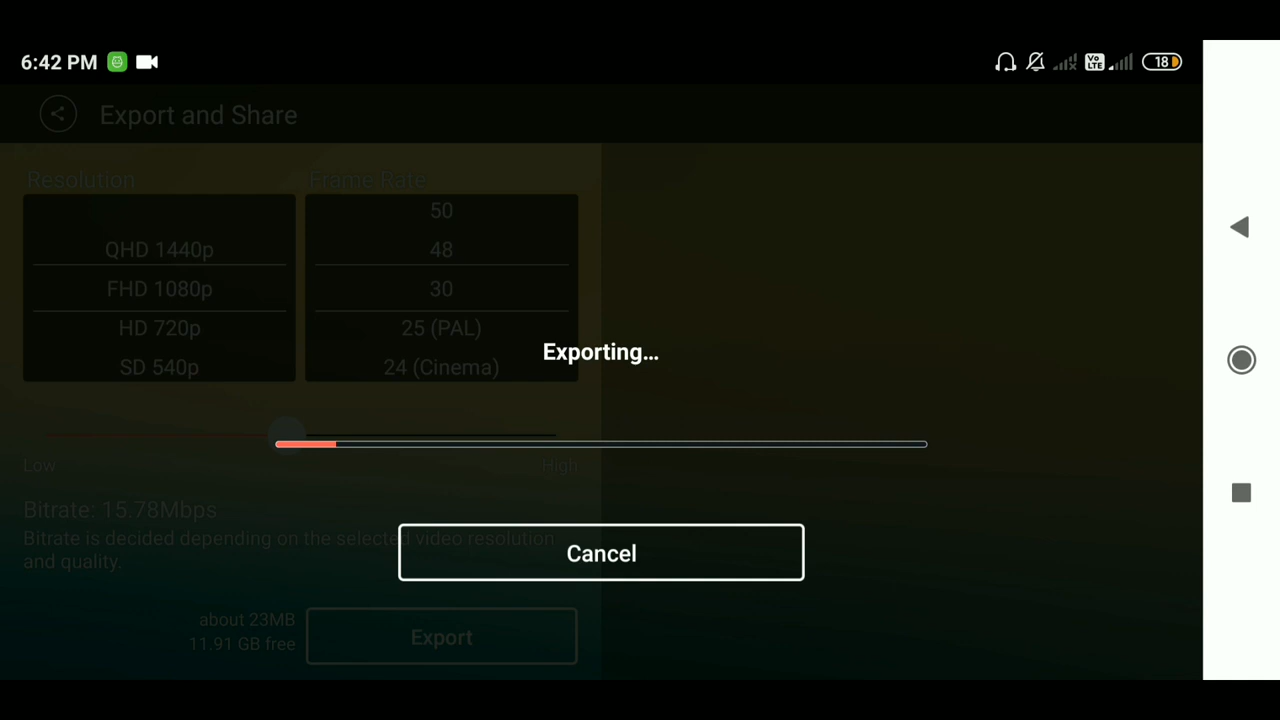 6:42 PM
Vo LTE
18
Export and Share
Resolution
Frame Rate
50
QHD 1440p
48
FHD 1080p
30
HD 720p
25 (PAL)
SD 540p
24 (Cinema)
Exporting...
Low
High
Bitrate: 15.78Mbps
Bitrate is decided depending on the selected video resolution
and quality.
Cancel
about 23MB
11.91 GB free
Export